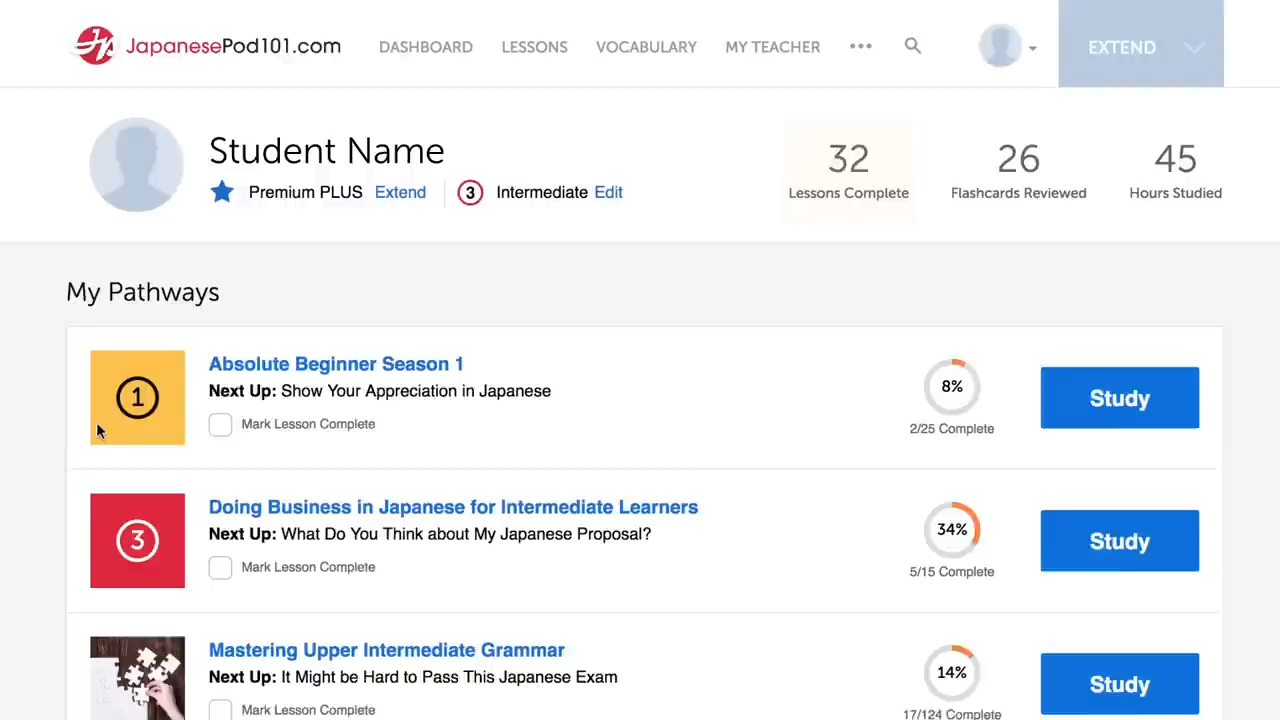 JapanesePod101.com DASHBOARD LESSONS VOCABULARY MY TEACHER ••• EXTEND
Student Name
Premium PLUS Extend 3 Intermediate Edit
32 26 45
Lessons Complete Flashcards Reviewed Hours Studied
My Pathways
1
Absolute Beginner Season 1
Next Up: Show Your Appreciation in Japanese
Mark Lesson Complete
8%
2/25 Complete
Study
3
Doing Business in Japanese for Intermediate Learners
Next Up: What Do You Think about My Japanese Proposal?
Mark Lesson Complete
34%
5/15 Complete
Study
Mastering Upper Intermediate Grammar
Next Up: It Might be Hard to Pass This Japanese Exam
Mark Lesson Complete
14%
17/124 Complete
Study